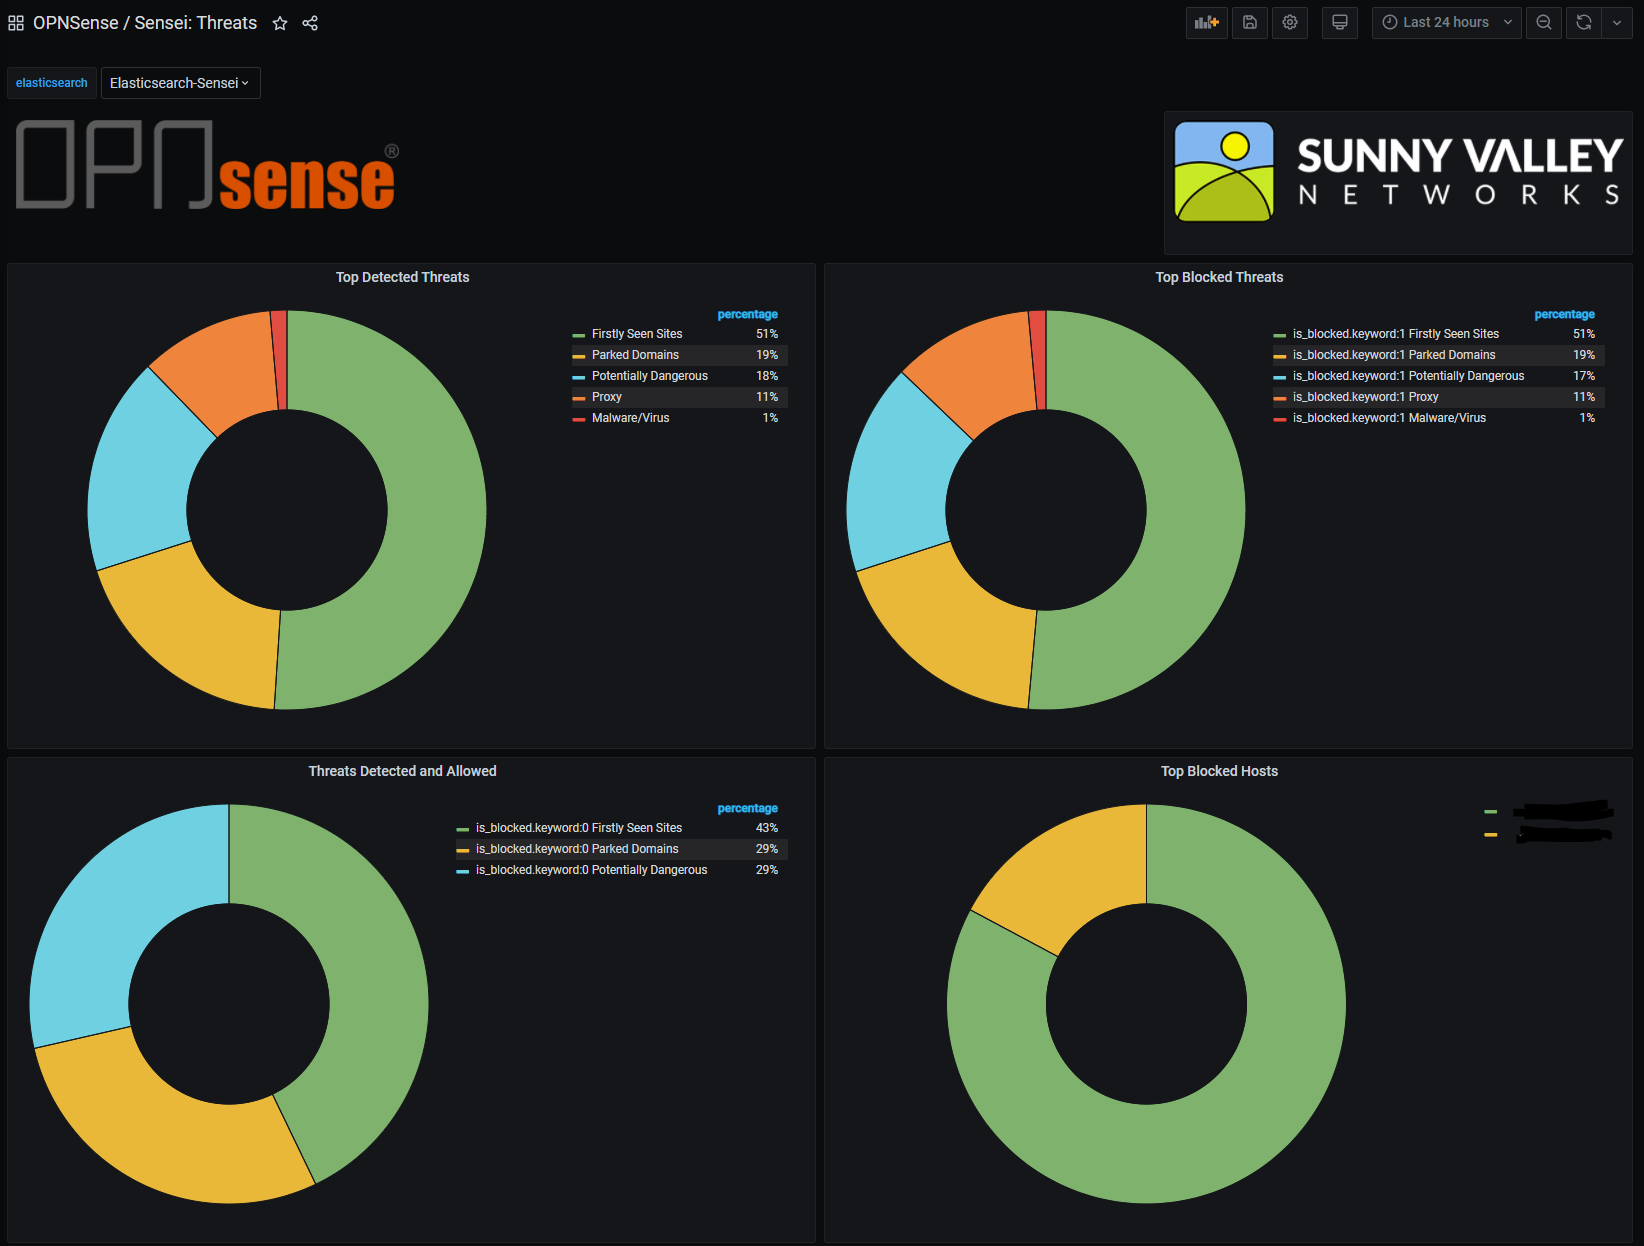 OPNSense / Sensei: Threats
Last 24 hours
elasticsearch
Elasticsearch-Sensei
OPNsense®
SUNNY VALLEY
NETWORKS
Top Detected Threats
percentage
Firstly Seen Sites 51%
Parked Domains 19%
Potentially Dangerous 18%
Proxy 11%
Malware/Virus 1%
Top Blocked Threats
percentage
is_blocked.keyword:1 Firstly Seen Sites 51%
is_blocked.keyword:1 Parked Domains 19%
is_blocked.keyword:1 Potentially Dangerous 17%
is_blocked.keyword:1 Proxy 11%
is_blocked.keyword:1 Malware/Virus 1%
Threats Detected and Allowed
percentage
is_blocked.keyword:0 Firstly Seen Sites 43%
is_blocked.keyword:0 Parked Domains 29%
is_blocked.keyword:0 Potentially Dangerous 29%
Top Blocked Hosts